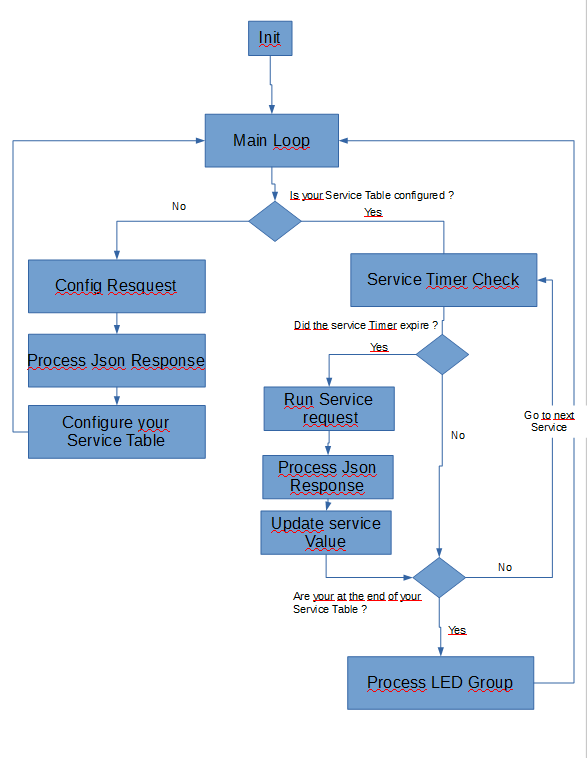 Init
Main Loop
Is your Service Table configured ?
No
Yes
Config Resquest
Service Timer Check
Did the service Timer expire ?
Process Json Response
Yes
Run Service
request
Configure your
Service Table
Go to next
Service
No
Process Json
Response
Update service
Value
No
Are your at the end of your
Service Table ?
Yes
Process LED Group